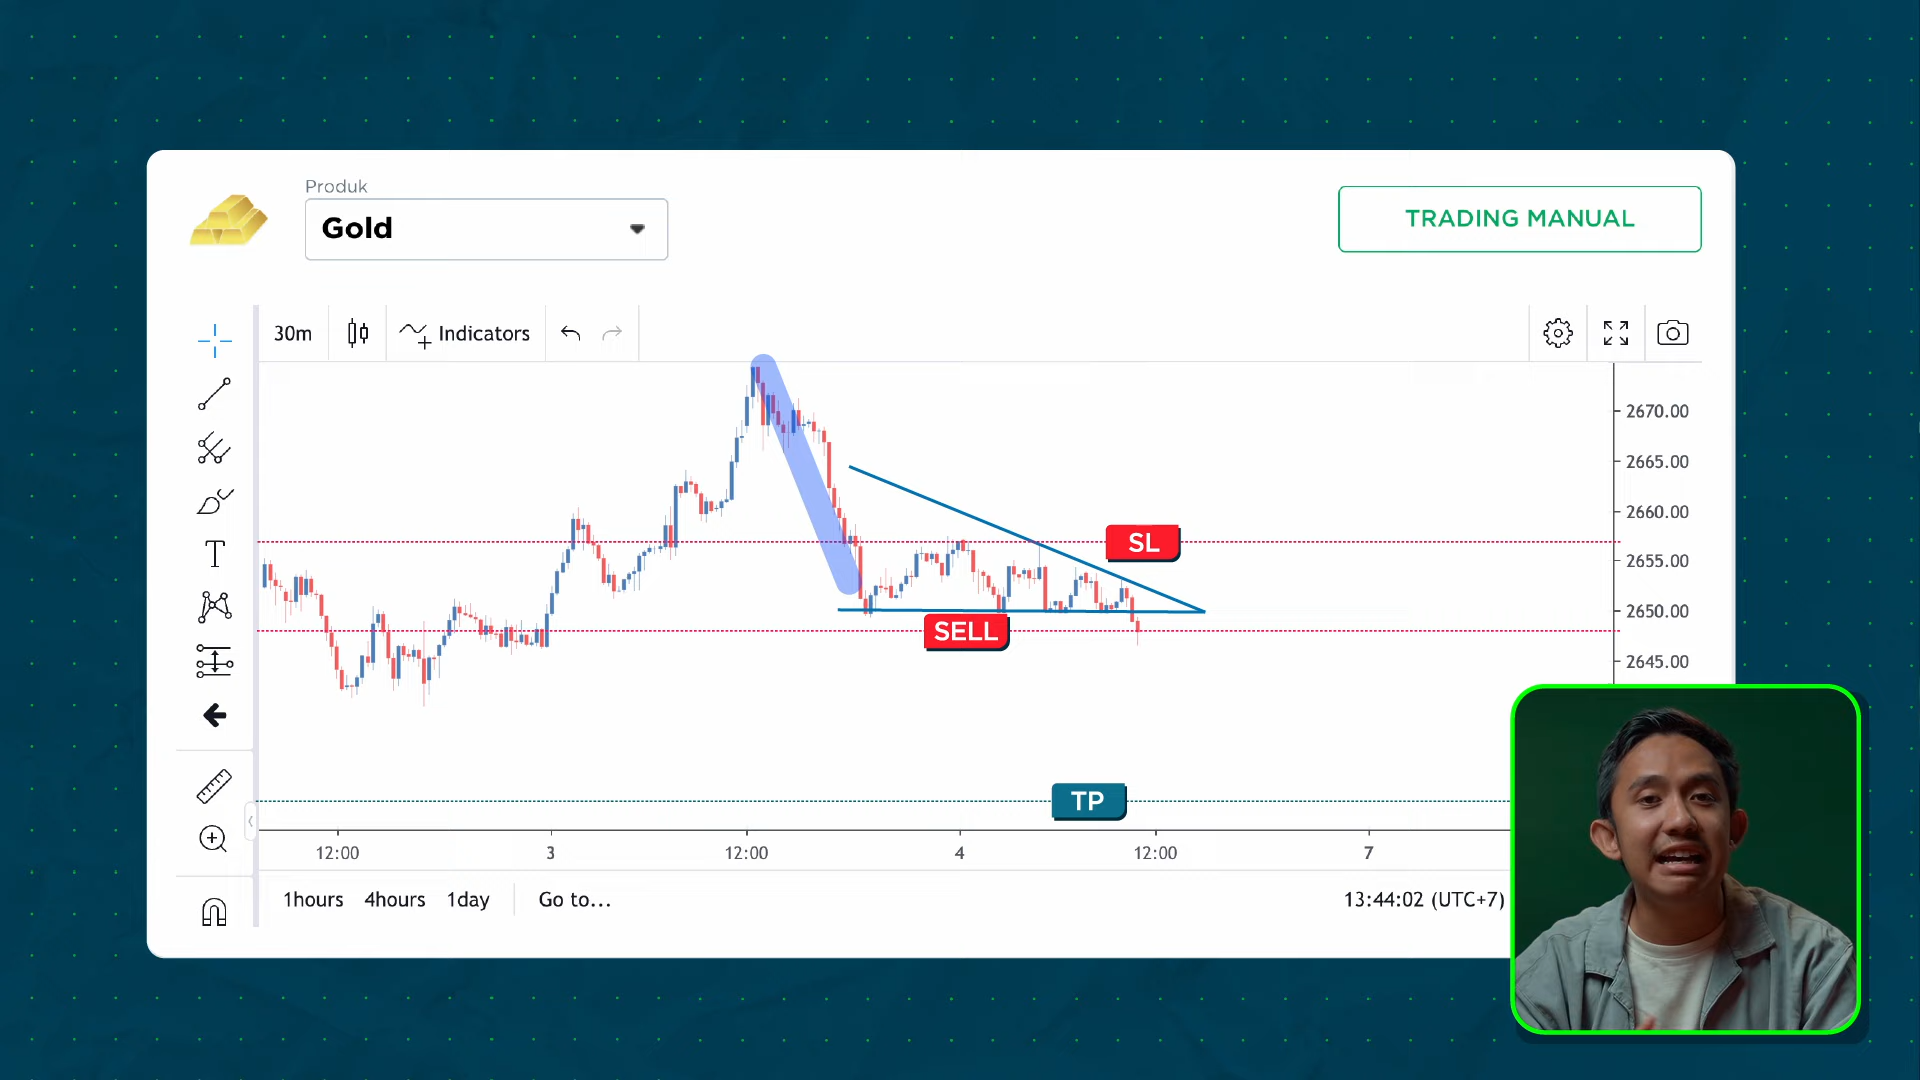 Produk
Gold
TRADING MANUAL
30m
Indicators
2670.00
2665.00
2660.00
SL
2655.00
2650.00
SELL
2645.00
TP
12:00
3
12:00
4
12:00
7
1hours
4hours
1day
Go to...
13:44:02 (UTC+7)